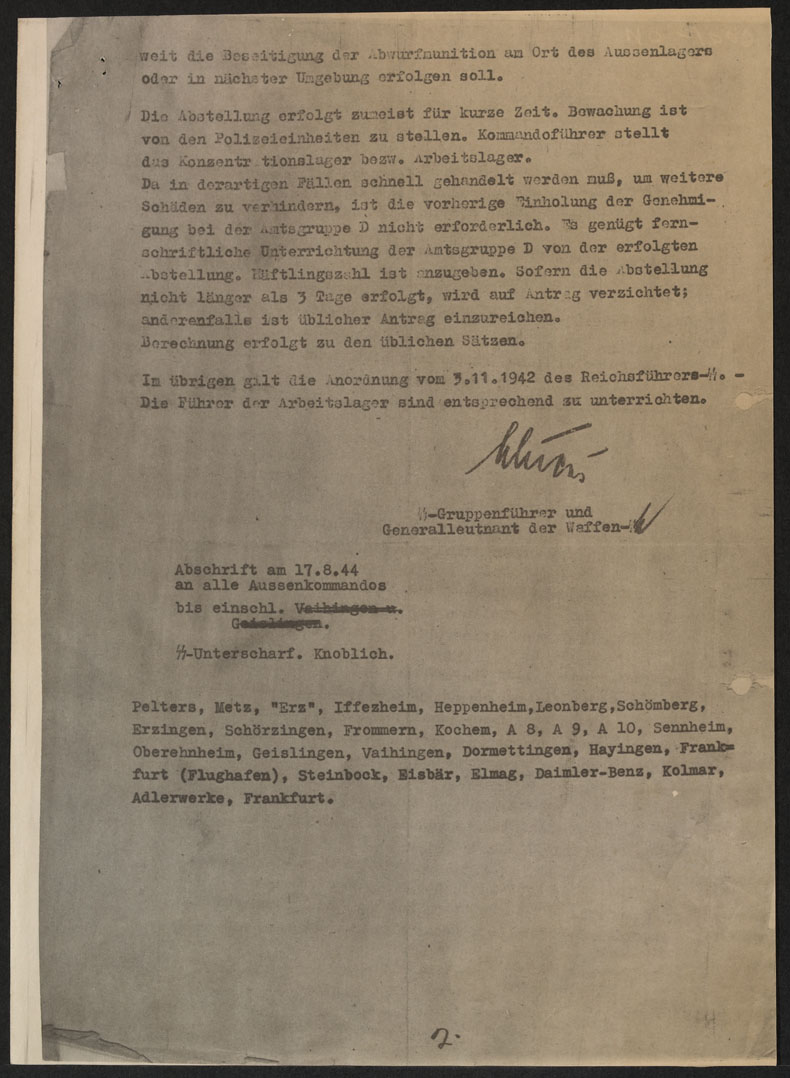 weit die Beseitigung der Abwurfmunition am Ort des Aussenlagers
oder in nächster Umgebung erfolgen soll.
Die Abstellung erfolgt zumeist für kurze Zeit. Bewachung ist
von den Polizeieinheiten zu stellen. Kommandoführer stellt
das Konzentrationslager bezw. Arbeitslager.
Da in derartigen Fällen schnell gehandelt werden muß, um weitere
Schäden zu verhindern, ist die vorherige Einholung der Genehmi-
gung bei der Amtsgruppe D nicht erforderlich. Es genügt fern-
schriftliche Unterrichtung der Amtsgruppe D von der erfolgten
Abstellung. Häftlingszahl ist anzugeben. Sofern die Abstellung
nicht länger als 3 Tage erfolgt, wird auf Antrag verzichtet;
anderenfalls ist üblicher Antrag einzureichen.
Berechnung erfolgt zu den üblichen Sätzen.
Im übrigen gilt die Anordnung vom 3.11.1942 des Reichsführers-ᛋᛋ. -
Die Führer der Arbeitslager sind entsprechend zu unterrichten.
ᛋᛋ-Gruppenführer und
Generalleutnant der Waffen-ᛋᛋ
Abschrift am 17.8.44
an alle Aussenkommandos
bis einschl. Vaihingen u.
Geislingen.
ᛋᛋ-Unterscharf. Knoblich.
Pelters, Metz, "Erz", Iffezheim, Heppenheim,Leonberg,Schömberg,
Erzingen, Schörzingen, Frommern, Kochem, A 8, A 9, A 10, Sennheim,
Oberehnheim, Geislingen, Vaihingen, Dormettingen, Hayingen, Frank=
furt (Flughafen), Steinbock, Eisbär, Elmag, Daimler-Benz, Kolmar,
Adlerwerke, Frankfurt.
2.